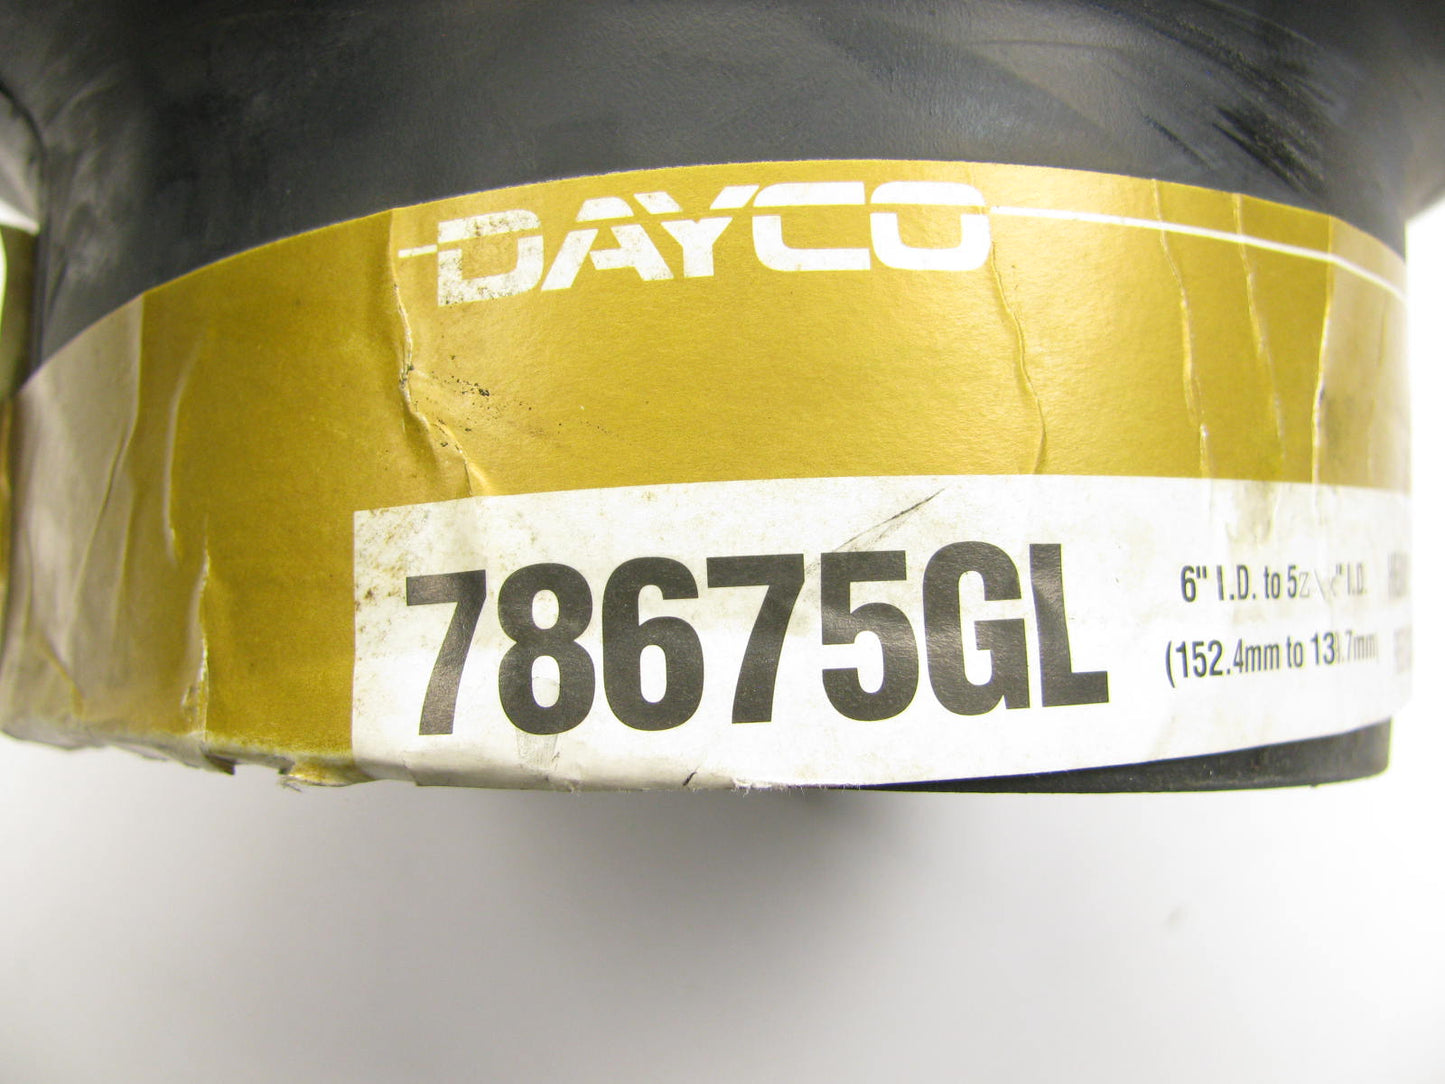 DAYCO
78675GL
6" I.D. to I.D.
(152.4mm to